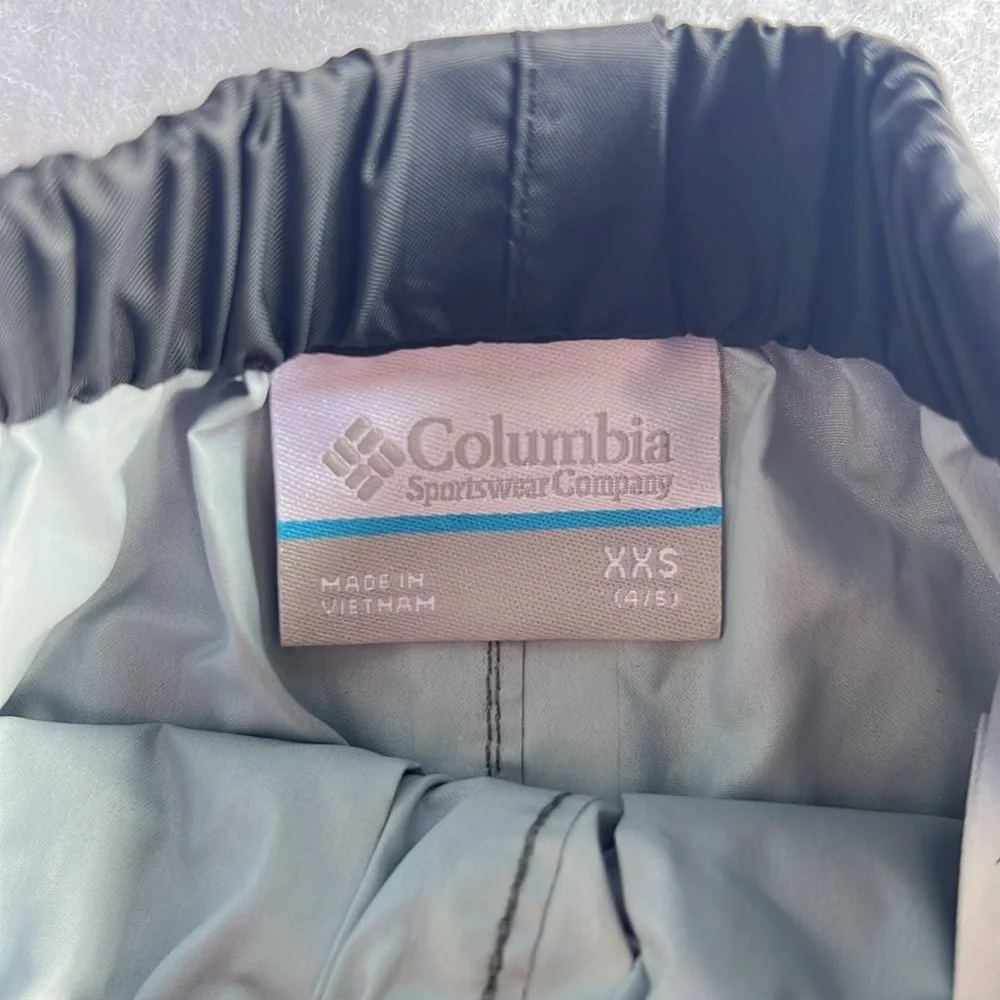 Columbia
Sportswear Company
XXS
MADE IN
(4/5)
VIETNAM